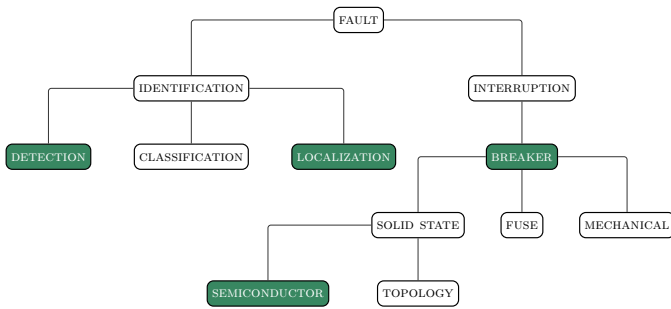 FAULT
IDENTIFICATION
INTERRUPTION
DETECTION
CLASSIFICATION
LOCALIZATION
BREAKER
SOLID STATE
FUSE
MECHANICAL
SEMICONDUCTOR
TOPOLOGY